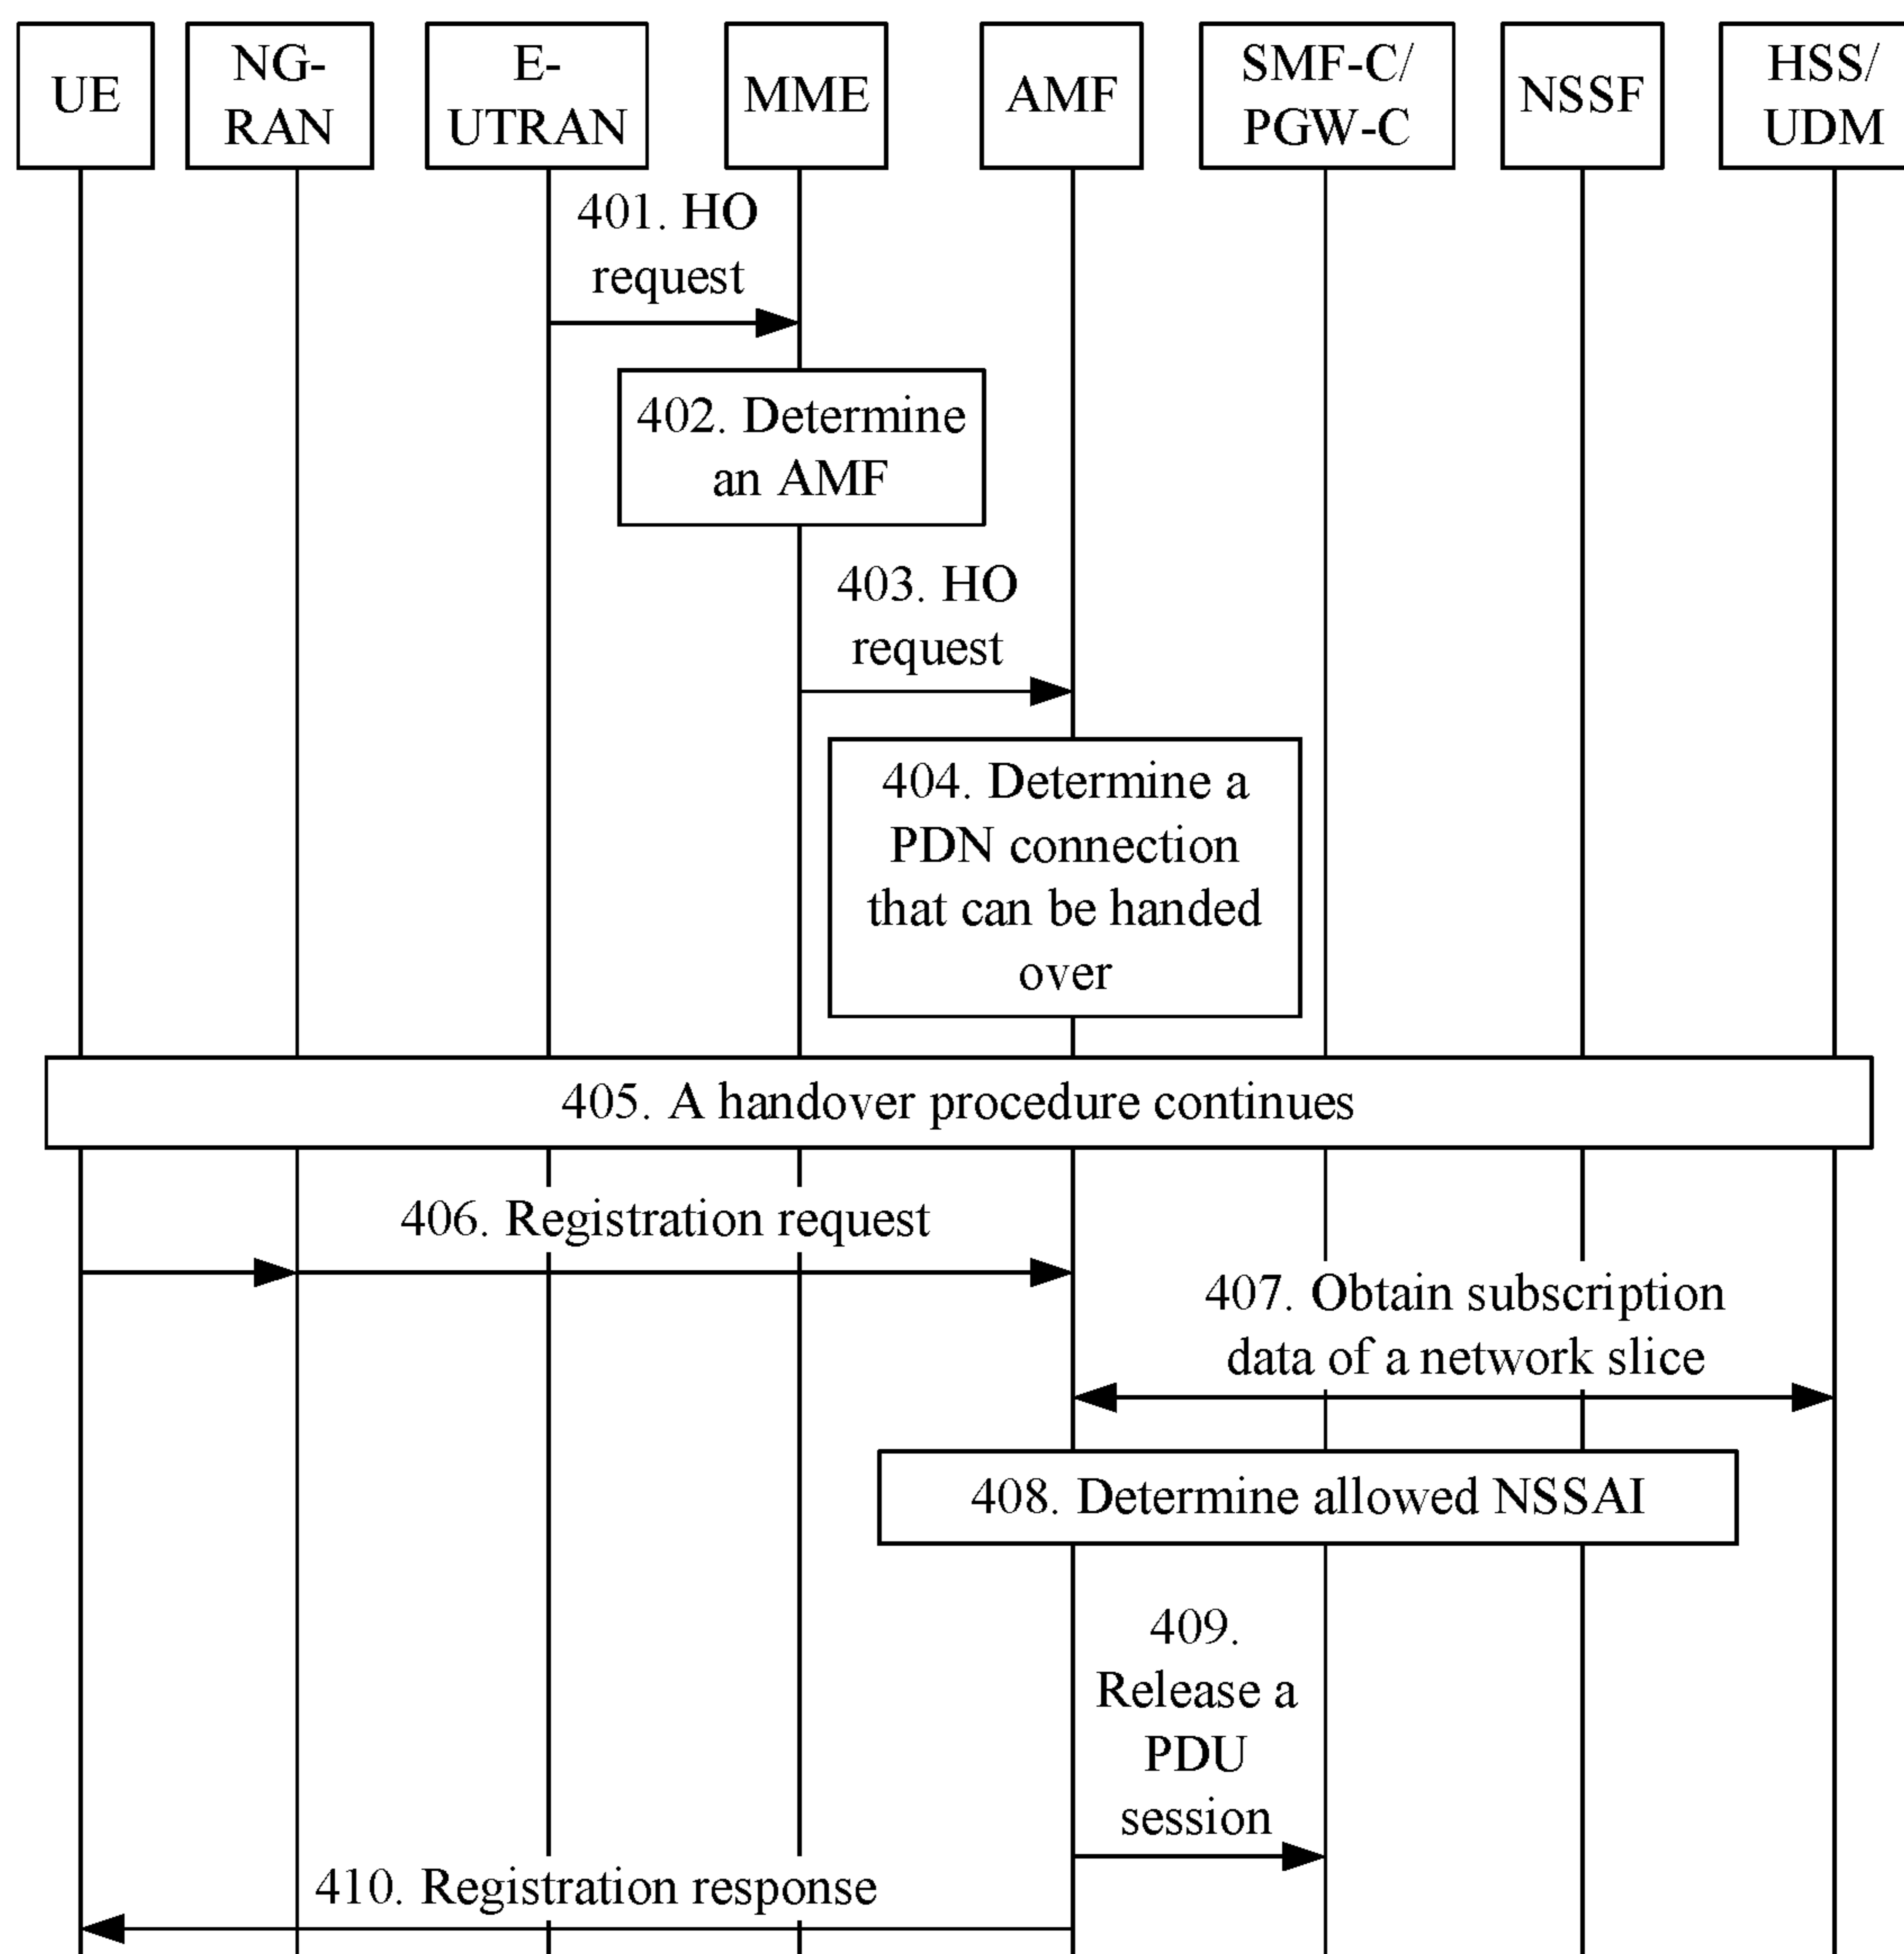 UE
NG-
RAN
E-
UTRAN
MME
AMF
SMF-C/
PGW-C
NSSF
HSS/
UDM
401. HO
request
402. Determine
an AMF
403. HO
request
404. Determine a
PDN connection
that can be handed
over
405. A handover procedure continues
406. Registration request
407. Obtain subscription
data of a network slice
408. Determine allowed NSSAI
409.
Release a
PDU
session
410. Registration response